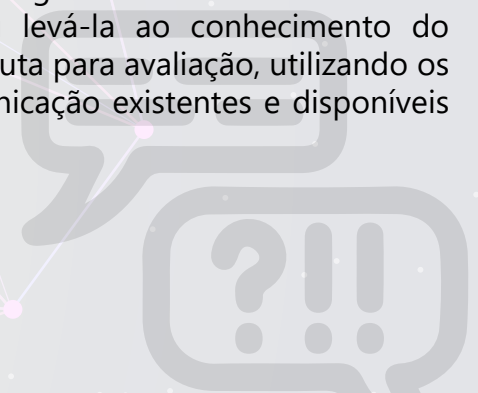 levá-la ao conhecimento do
uta para avaliação, utilizando os
nicação existentes e disponíveis
?!!